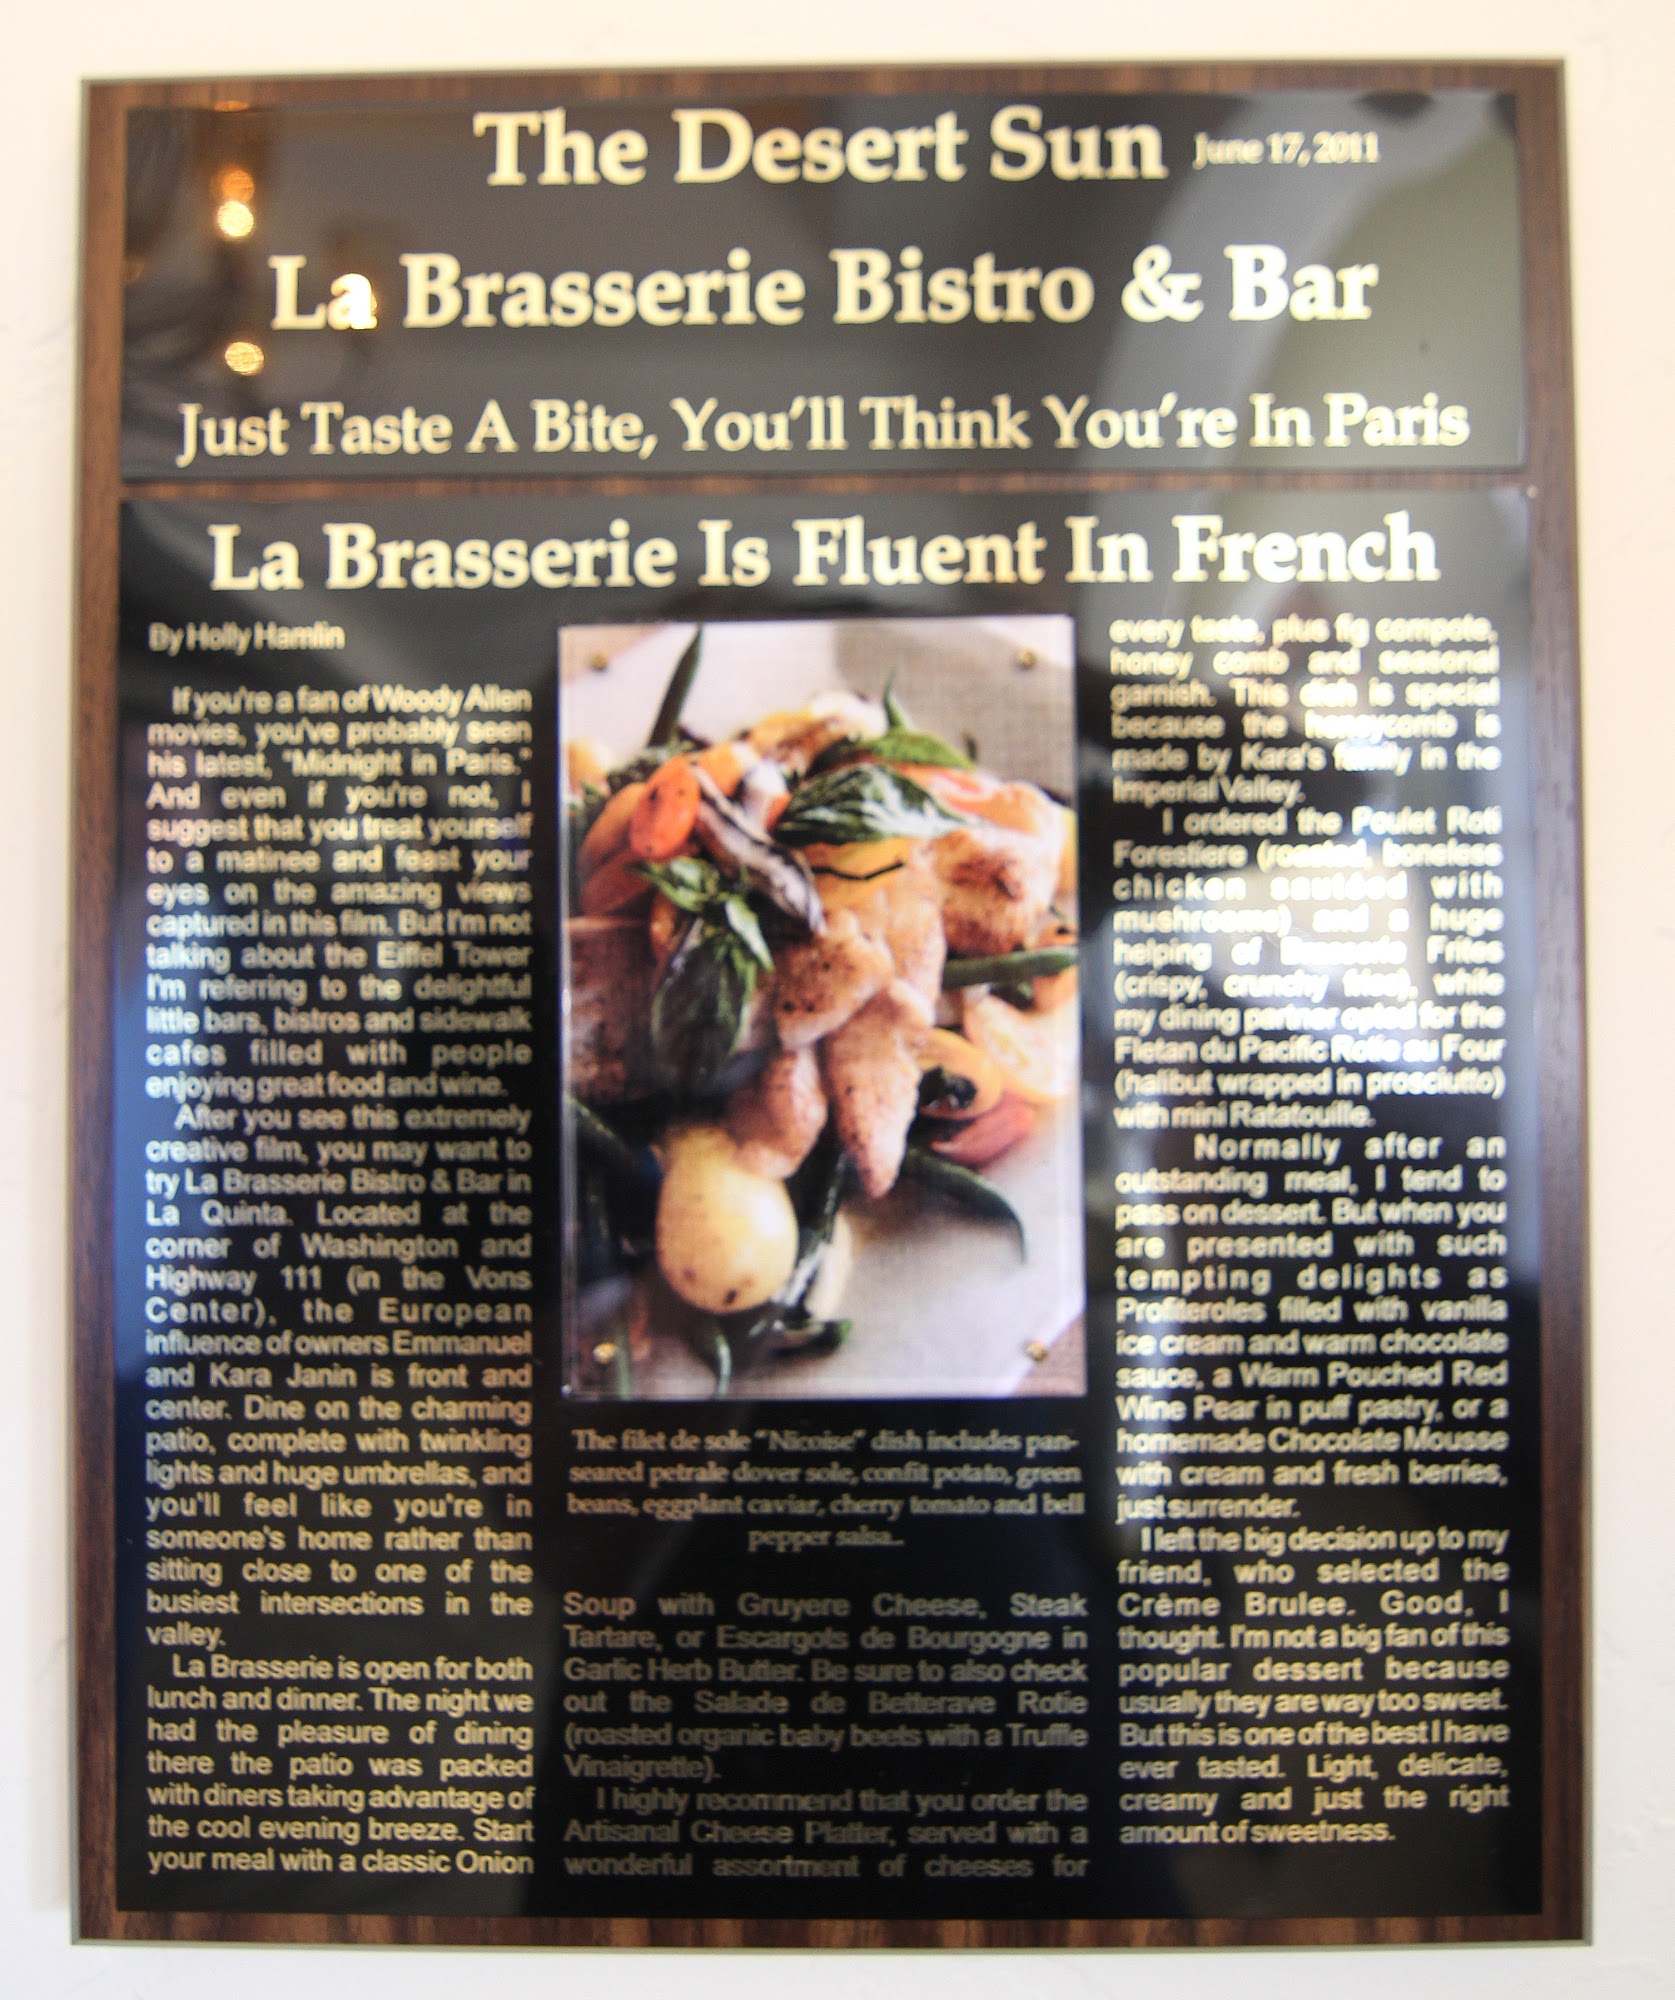 The Desert Sun June 17, 2011
La Brasserie Bistro & Bar
Just Taste A Bite, You'll Think You're In Paris
La Brasserie Is Fluent In French
By Holly Hamlin
If you're a fan of Woody Allen
movies, you've probably seen
his latest, "Midnight in Paris."
And even if you're not, I
suggest that you treat yourself
to a matinee and feast your
eyes on the amazing views
captured in this film. But I'm not
talking about the Eiffel Tower
I'm referring to the delightful
little bars, bistros and sidewalk
cafes filled with people
enjoying great food and wine.
After you see this extremely
creative film, you may want to
try La Brasserie Bistro & Bar in
La Quinta. Located at the
corner of Washington and
Highway 111 (in the Vons
Center), the European
influence of owners Emmanuel
and Kara Janin is front and
center. Dine on the charming
patio, complete with twinkling
lights and huge umbrellas, and
you'll feel like you're in
someone's home rather than
sitting close to one of the
busiest intersections in the
valley.
La Brasserie is open for both
lunch and dinner. The night we
had the pleasure of dining
there the patio was packed
with diners taking advantage of
the cool evening breeze. Start
your meal with a classic Onion
The filet de sole "Nicoise" dish includes pan-
seared petrale dover sole, confit potato, green
beans, eggplant caviar, cherry tomato and bell
pepper salsa..
Soup with Gruyere Cheese, Steak
Tartare, or Escargots de Bourgogne in
Garlic Herb Butter. Be sure to also check
out the Salade de Betterave Rotie
(roasted organic baby beets with a Truffle
Vinaigrette).
I highly recommend that you order the
Artisanal Cheese Platter, served with a
wonderful assortment of cheeses for
every taste, plus fig compote,
honey comb and seasonal
garnish. This dish is special
because the honeycomb is
made by Kara's family in the
Imperial Valley.
I ordered the Poulet Roti
Forestiere (roasted, boneless
chicken sautéed with
mushrooms) and a huge
helping of Brasserie Frites
(crispy, crunchy fries), while
my dining partner opted for the
Fletan du Pacific Rotie au Four
(halibut wrapped in prosciutto)
with mini Ratatouille.
Normally after an
outstanding meal, I tend to
pass on dessert. But when you
are presented with such
tempting delights as
Profiteroles filled with vanilla
ice cream and warm chocolate
sauce, a Warm Pouched Red
Wine Pear in puff pastry, or a
homemade Chocolate Mousse
with cream and fresh berries,
just surrender.
I left the big decision up to my
friend, who selected the
Crême Brulee. Good, I
thought. I'm not a big fan of this
popular dessert because
usually they are way too sweet.
But this is one of the best I have
ever tasted. Light, delicate,
creamy and just the right
amount of sweetness.